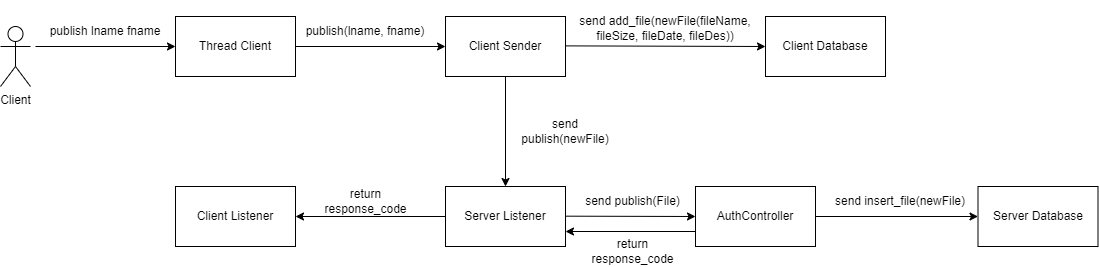 publish lname fname
Thread Client
publish(lname, fname)
Client Sender
send add_file(newFile(fileName,
fileSize, fileDate, fileDes))
Client Database
Client
send
publish(newFile)
Client Listener
return
response_code
Server Listener
send publish(File)
AuthController
send insert_file(newFile)
Server Database
return
response_code